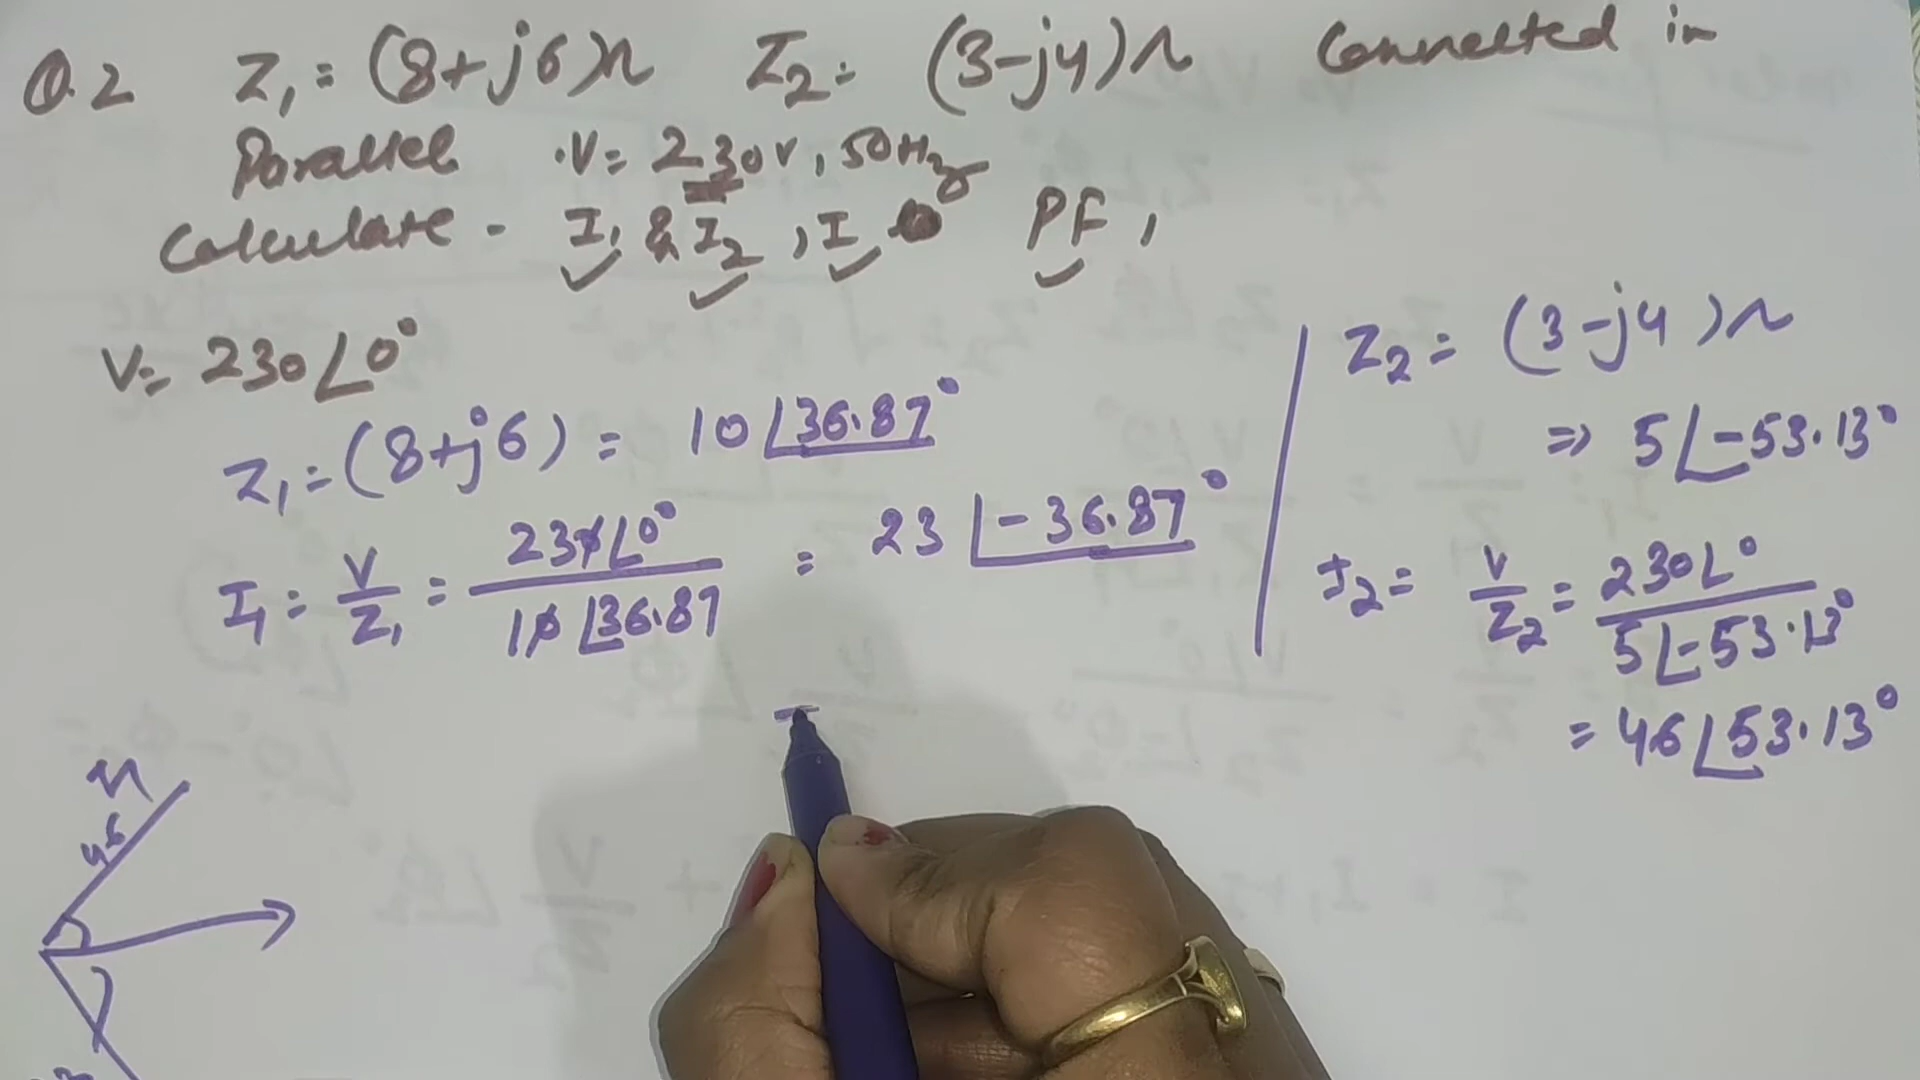 Q.2 Z₁ = (8+j6)Ω Z₂ = (3-j4)Ω Connected in
Parallel . V = 230V, 50Hz
Calculate - I₁ & I₂, I PF,
V = 230∠0°
Z₁ = (8+j6) = 10∠36.87°
I₁ = V/Z₁ = 230∠0°/10∠36.87 = 23∠-36.87°
Z₂ = (3-j4)Ω
⇒ 5∠-53.13°
I₂ = V/Z₂ = 230∠0/5∠-53.13°
= 46∠53.13°
46